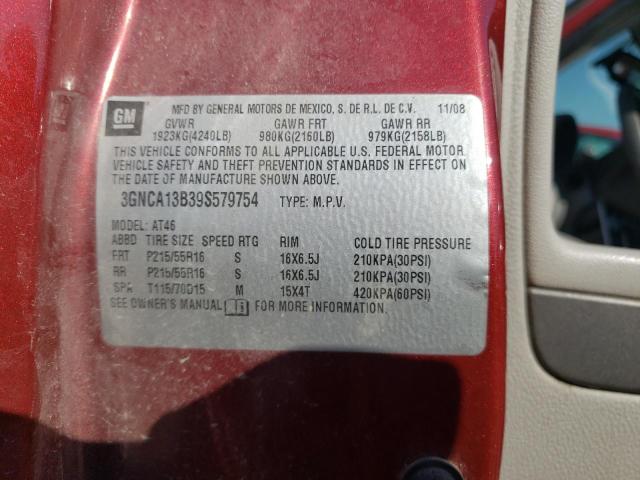 GM MFD BY GENERAL MOTORS DE MEXICO, S. DE R.L. DE C.V. 11/08
GVWR GAWR FRT GAWR RR
1923KG(4240LB) 980KG(2160LB) 979KG(2158LB)
THIS VEHICLE CONFORMS TO ALL APPLICABLE U.S. FEDERAL MOTOR
VEHICLE SAFETY AND THEFT PREVENTION STANDARDS IN EFFECT ON
THE DATE OF MANUFACTURE SHOWN ABOVE.
3GNCA13B39S579754 TYPE: M.P.V.
MODEL: AT46
ABBD TIRE SIZE SPEED RTG RIM COLD TIRE PRESSURE
FRT P215/55R16 S 16X6.5J 210KPA(30PSI)
RR P215/55R16 S 16X6.5J 210KPA(30PSI)
SPA T115/70D15 M 15X4T 420KPA(60PSI)
SEE OWNER'S MANUAL FOR MORE INFORMATION.